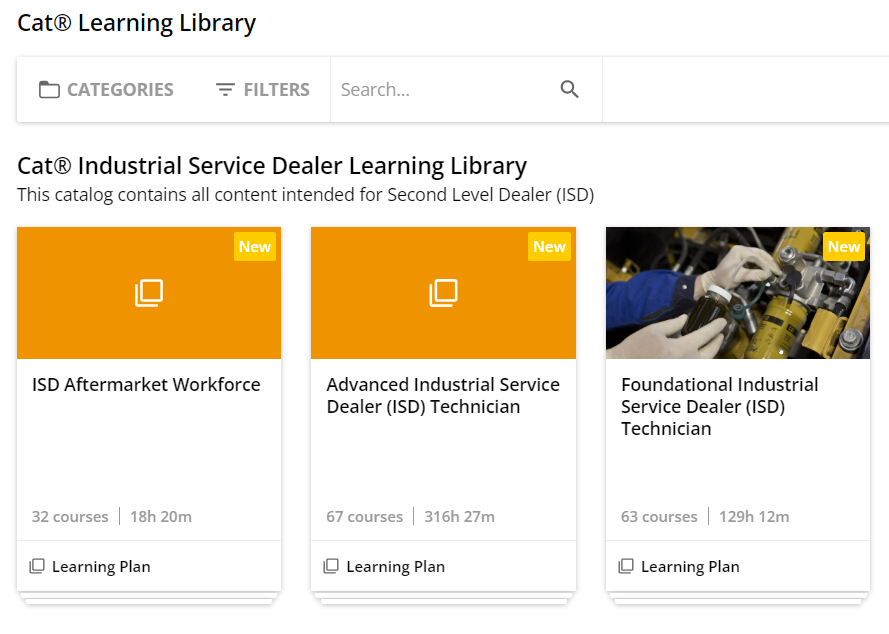 Cat® Learning Library
CATEGORIES
FILTERS
Search...
Cat® Industrial Service Dealer Learning Library
This catalog contains all content intended for Second Level Dealer (ISD)
New
ISD Aftermarket Workforce
32 courses
18h 20m
Learning Plan
New
Advanced Industrial Service
Dealer (ISD) Technician
67 courses
316h 27m
Learning Plan
New
Foundational Industrial
Service Dealer (ISD)
Technician
63 courses
129h 12m
Learning Plan